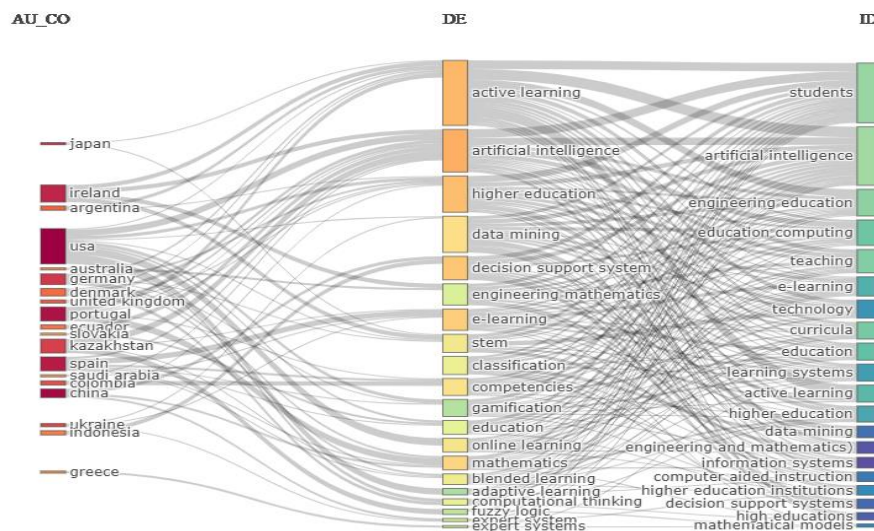 AU_CO
DE
ID
japan
ireland
argentina
usa
australia
germany
denmark
united kingdom
portugal
ecuador
slovakia
kazakhstan
spain
saudi arabia
colombia
china
ukraine
indonesia
greece
active learning
artificial intelligence
higher education
data mining
decision support system
engineering mathematics
e-learning
stem
classification
competencies
gamification
education
online learning
mathematics
blended learning
adaptive learning
computational thinking
fuzzy logic
expert system
expert systems
students
artificial intelligence
engineering education
education computing
teaching
e-learning
technology
curricula
education
learning systems
active learning
higher education
data mining
engineering and mathematics)
information systems
computer aided instruction
higher education institutions
decision support systems
high educations
mathematical models